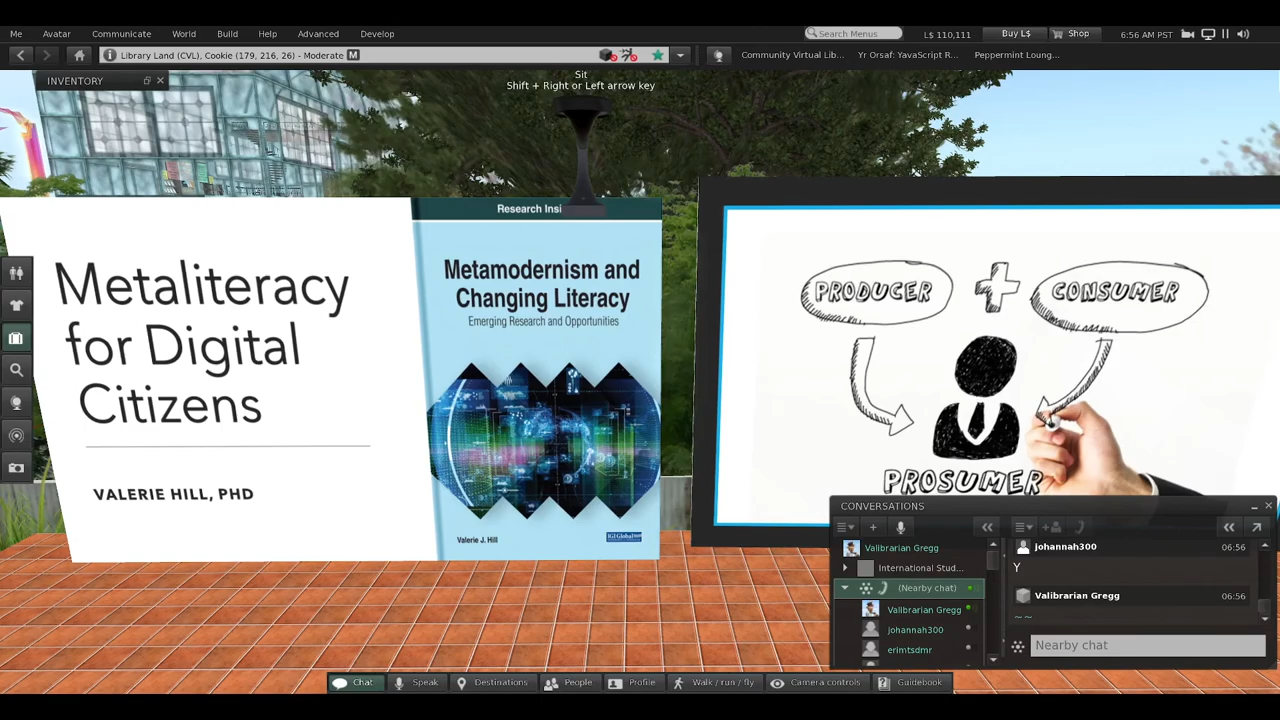 Me Avatar Communicate World Build Help Advanced Develop
Search Menus
L$ 110,111
Buy L$
Shop
6:56 AM PST
Library Land (CVL), Cookie (179, 216, 26) - Moderate M
Community Virtual Lib...
Yr Orsaf: YavaScript R...
Peppermint Loung...
INVENTORY
Sit
Shift + Right or Left arrow key
Metaliteracy
for Digital
Citizens
VALERIE HILL, PHD
Research Insi
Metamodernism and
Changing Literacy
Emerging Research and Opportunities
Valerie J. Hill
IGI Global
PRODUCER + CONSUMER
PROSUMER
CONVERSATIONS
Valibrarian Gregg
International Stud...
(Nearby chat)
Valibrarian Gregg
johannah300
erimtsdmr
johannah300 06:56
Y
Valibrarian Gregg 06:56
~~
Nearby chat
Chat Speak Destinations People Profile Walk / run / fly Camera controls Guidebook